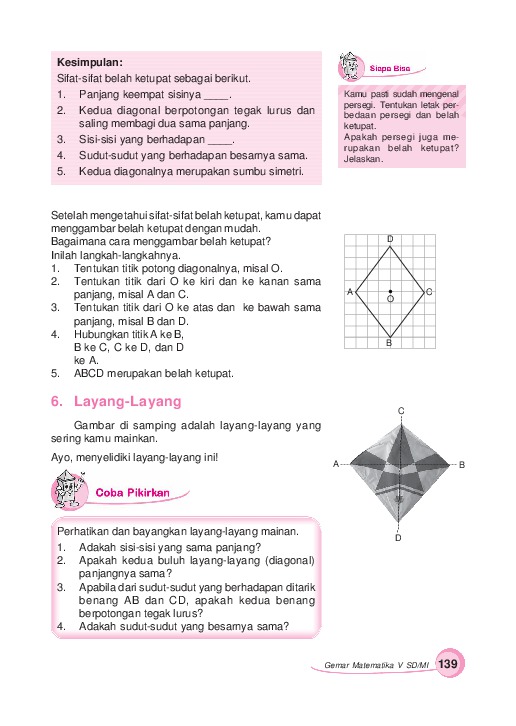 Kesimpulan:
Sifat-sifat belah ketupat sebagai berikut.
1. Panjang keempat sisinya ____.
2. Kedua diagonal berpotongan tegak lurus dan
saling membagi dua sama panjang.
3. Sisi-sisi yang berhadapan ____.
4. Sudut-sudut yang berhadapan besarnya sama.
5. Kedua diagonalnya merupakan sumbu simetri.
Siapa Bisa
Kamu pasti sudah mengenal
persegi. Tentukan letak per-
bedaan persegi dan belah
ketupat.
Apakah persegi juga me-
rupakan belah ketupat?
Jelaskan.
Setelah mengetahui sifat-sifat belah ketupat, kamu dapat
menggambar belah ketupat dengan mudah.
Bagaimana cara menggambar belah ketupat?
Inilah langkah-langkahnya.
1. Tentukan titik potong diagonalnya, misal O.
2. Tentukan titik dari O ke kiri dan ke kanan sama
panjang, misal A dan C.
3. Tentukan titik dari O ke atas dan ke bawah sama
panjang, misal B dan D.
4. Hubungkan titik A ke B,
B ke C, C ke D, dan D
ke A.
5. ABCD merupakan belah ketupat.
D
A
O
C
B
6. Layang-Layang
Gambar di samping adalah layang-layang yang
sering kamu mainkan.
Ayo, menyelidiki layang-layang ini!
C
A
B
D
Coba Pikirkan
Perhatikan dan bayangkan layang-layang mainan.
1. Adakah sisi-sisi yang sama panjang?
2. Apakah kedua buluh layang-layang (diagonal)
panjangnya sama?
3. Apabila dari sudut-sudut yang berhadapan ditarik
benang AB dan CD, apakah kedua benang
berpotongan tegak lurus?
4. Adakah sudut-sudut yang besarnya sama?
Gemar Matematika V SD/MI 139